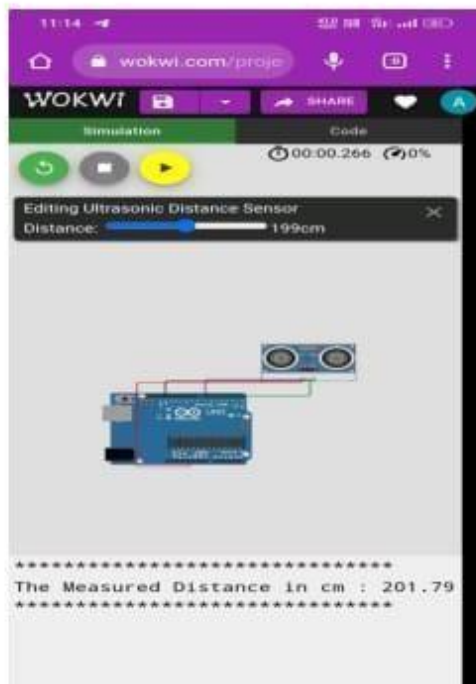 11:14
wokwi.com/proje
WOKWI
SHARE
A
Simulation
Code
00:00.266
0%
Editing Ultrasonic Distance Sensor
Distance:
199cm
UNO
*******************************
The Measured Distance in cm : 201.79
*******************************